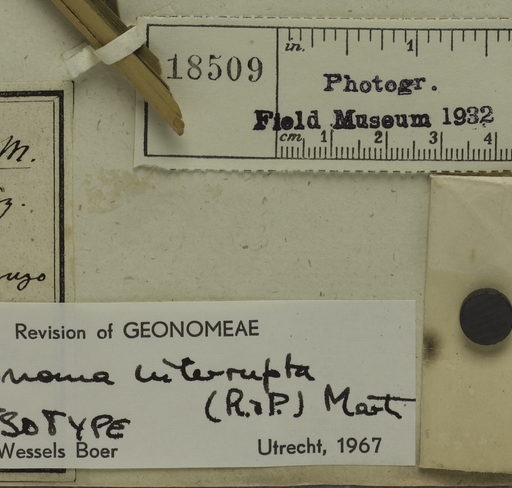 18509
in. 1
Photogr.
Field Museum 1932
cm 1 2 3 4
M.
Revision of GEONOMEAE
noma interrupta
(R.&P.) Mart
OTYPE
Wessels Boer
Utrecht, 1967